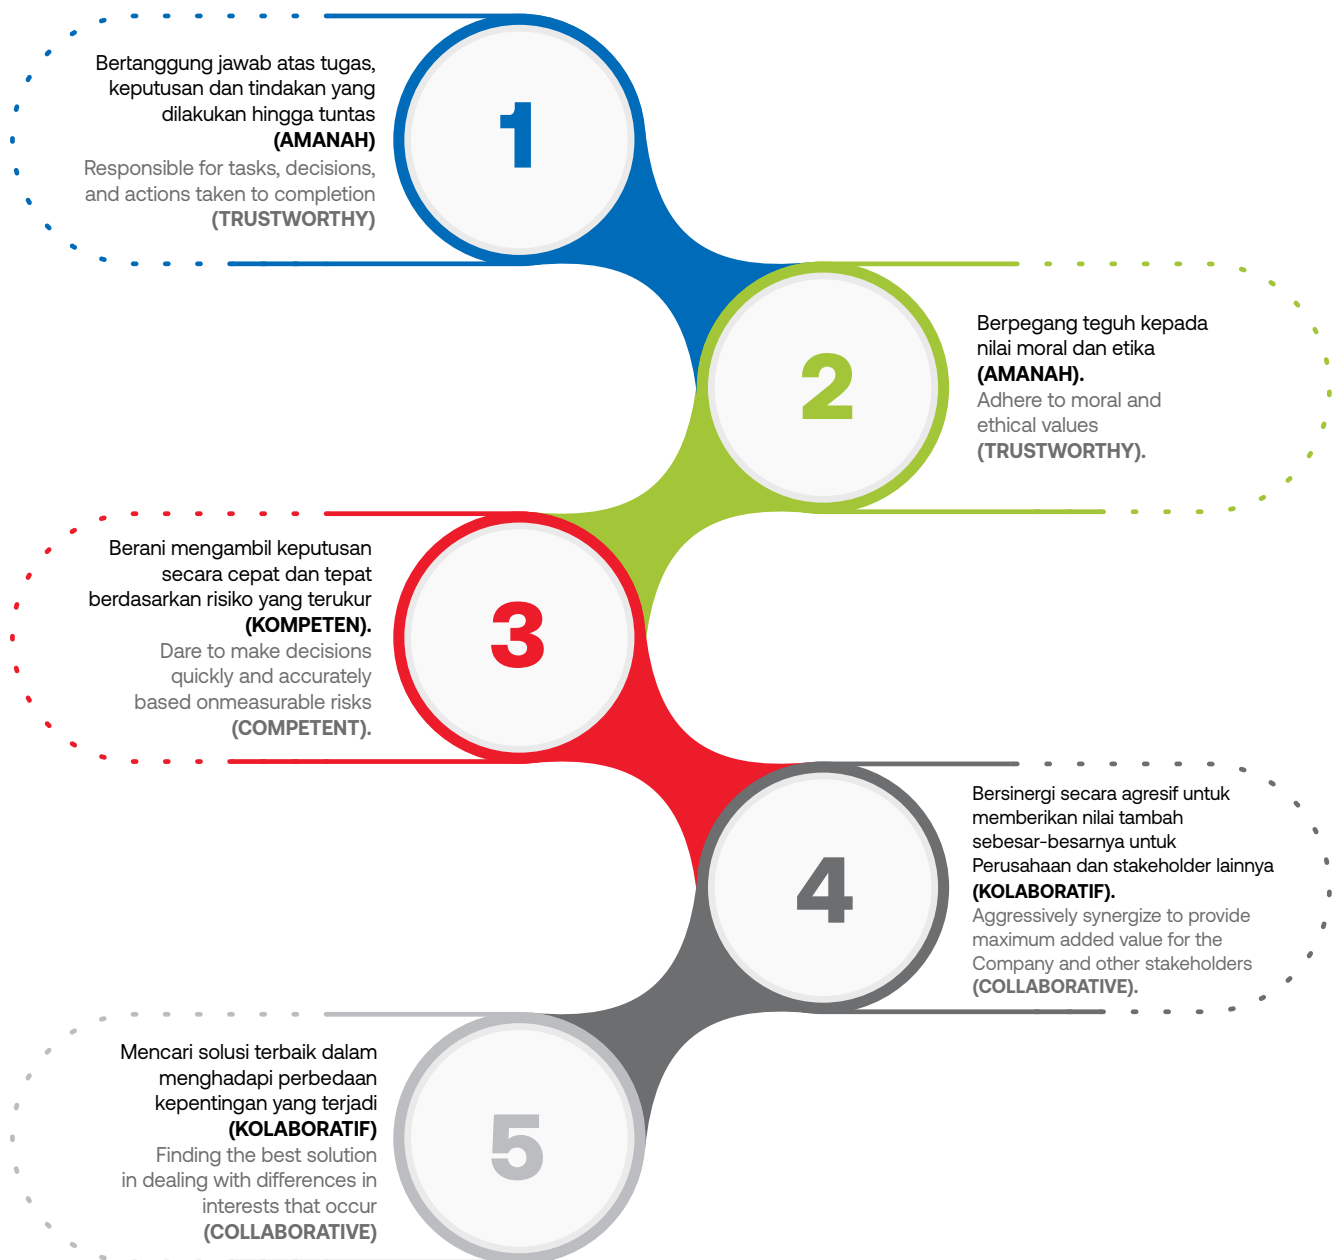 Bertanggung jawab atas tugas,
keputusan dan tindakan yang
dilakukan hingga tuntas
(AMANAH)
Responsible for tasks, decisions,
and actions taken to completion
(TRUSTWORTHY)
1
2
Berpegang teguh kepada
nilai moral dan etika
(AMANAH).
Adhere to moral and
ethical values
(TRUSTWORTHY).
Berani mengambil keputusan
secara cepat dan tepat
berdasarkan risiko yang terukur
(KOMPETEN).
Dare to make decisions
quickly and accurately
based onmeasurable risks
(COMPETENT).
3
4
Bersinergi secara agresif untuk
memberikan nilai tambah
sebesar-besarnya untuk
Perusahaan dan stakeholder lainnya
(KOLABORATIF).
Aggressively synergize to provide
maximum added value for the
Company and other stakeholders
(COLLABORATIVE).
Mencari solusi terbaik dalam
menghadapi perbedaan
kepentingan yang terjadi
(KOLABORATIF)
Finding the best solution
in dealing with differences in
interests that occur
(COLLABORATIVE)
5